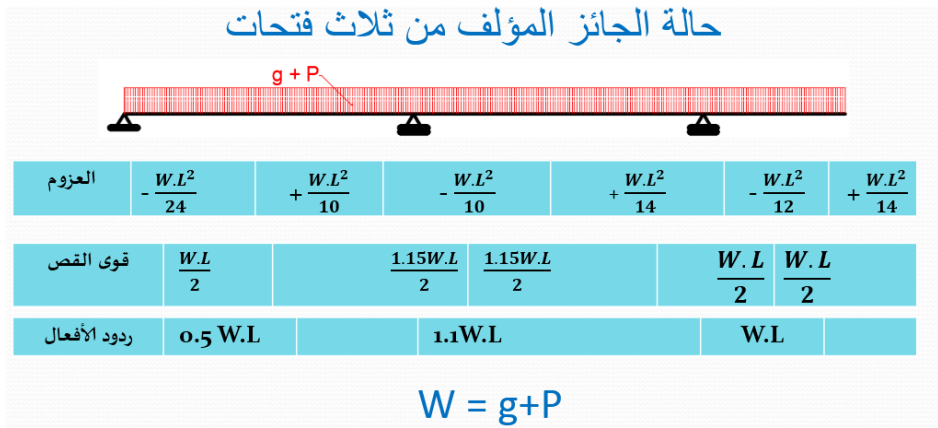 حالة الجائز المؤلف من ثلاث فتحات
g + P
العزوم - W.L²/24 + W.L²/10 - W.L²/10 + W.L²/14 - W.L²/12 + W.L²/14
قوى القص W.L/2 1.15W.L/2 1.15W.L/2 W.L/2 W.L/2
ردود الأفعال 0.5 W.L 1.1W.L W.L
W = g+P